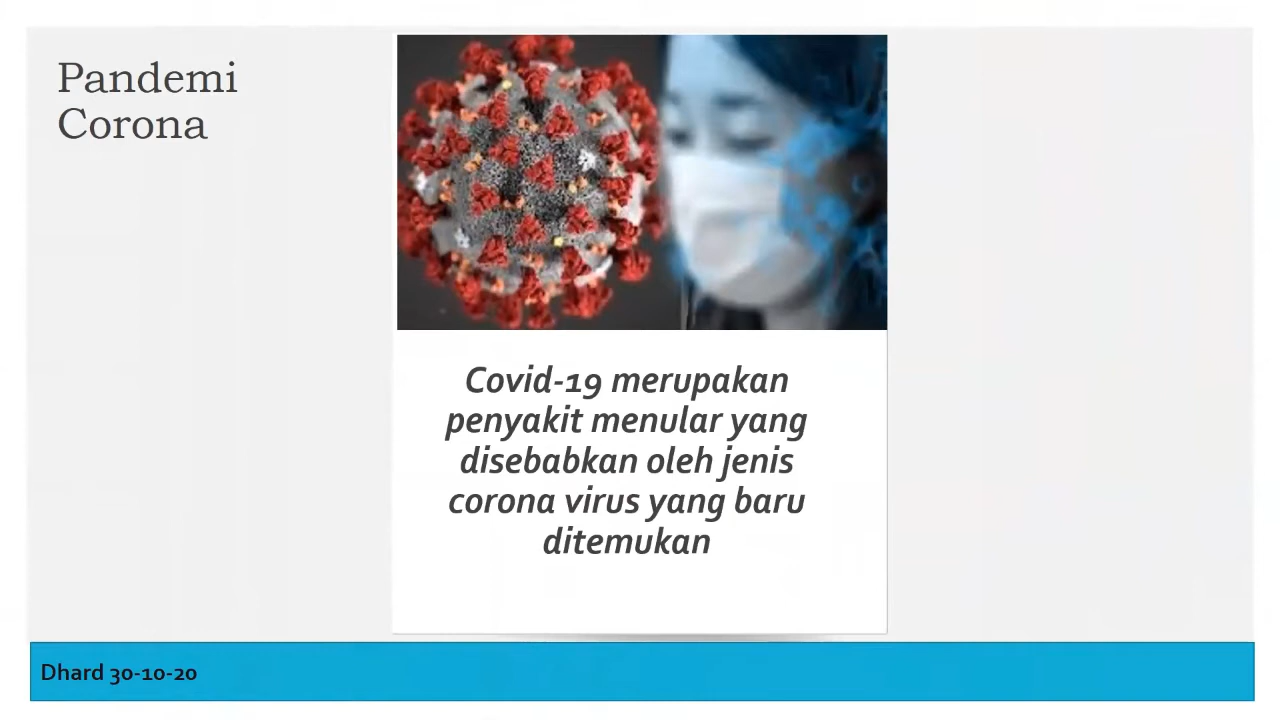 Pandemi
Corona
Covid-19 merupakan
penyakit menular yang
disebabkan oleh jenis
corona virus yang baru
ditemukan
Dhard 30-10-20